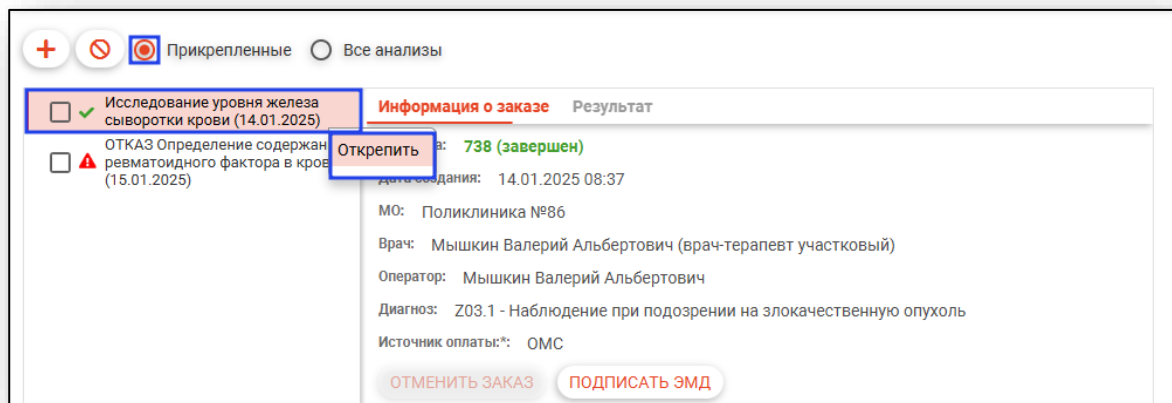 Прикрепленные Все анализы
Исследование уровня железа
сыворотки крови (14.01.2025)
ОТКАЗ Определение
ревматоидного фактора в
(15.01.2025)
Открепить
Информация о заказе Результат
738 (завершен)
Дата создания: 14.01.2025 08:37
МО: Поликлиника №86
Врач: Мышкин Валерий Альбертович (врач-терапевт участковый)
Оператор: Мышкин Валерий Альбертович
Диагноз: Z03.1 - Наблюдение при подозрении на злокачественную опухоль
Источник оплаты:*: ОМС
ОТМЕНИТЬ ЗАКАЗ ПОДПИСАТЬ ЭМД